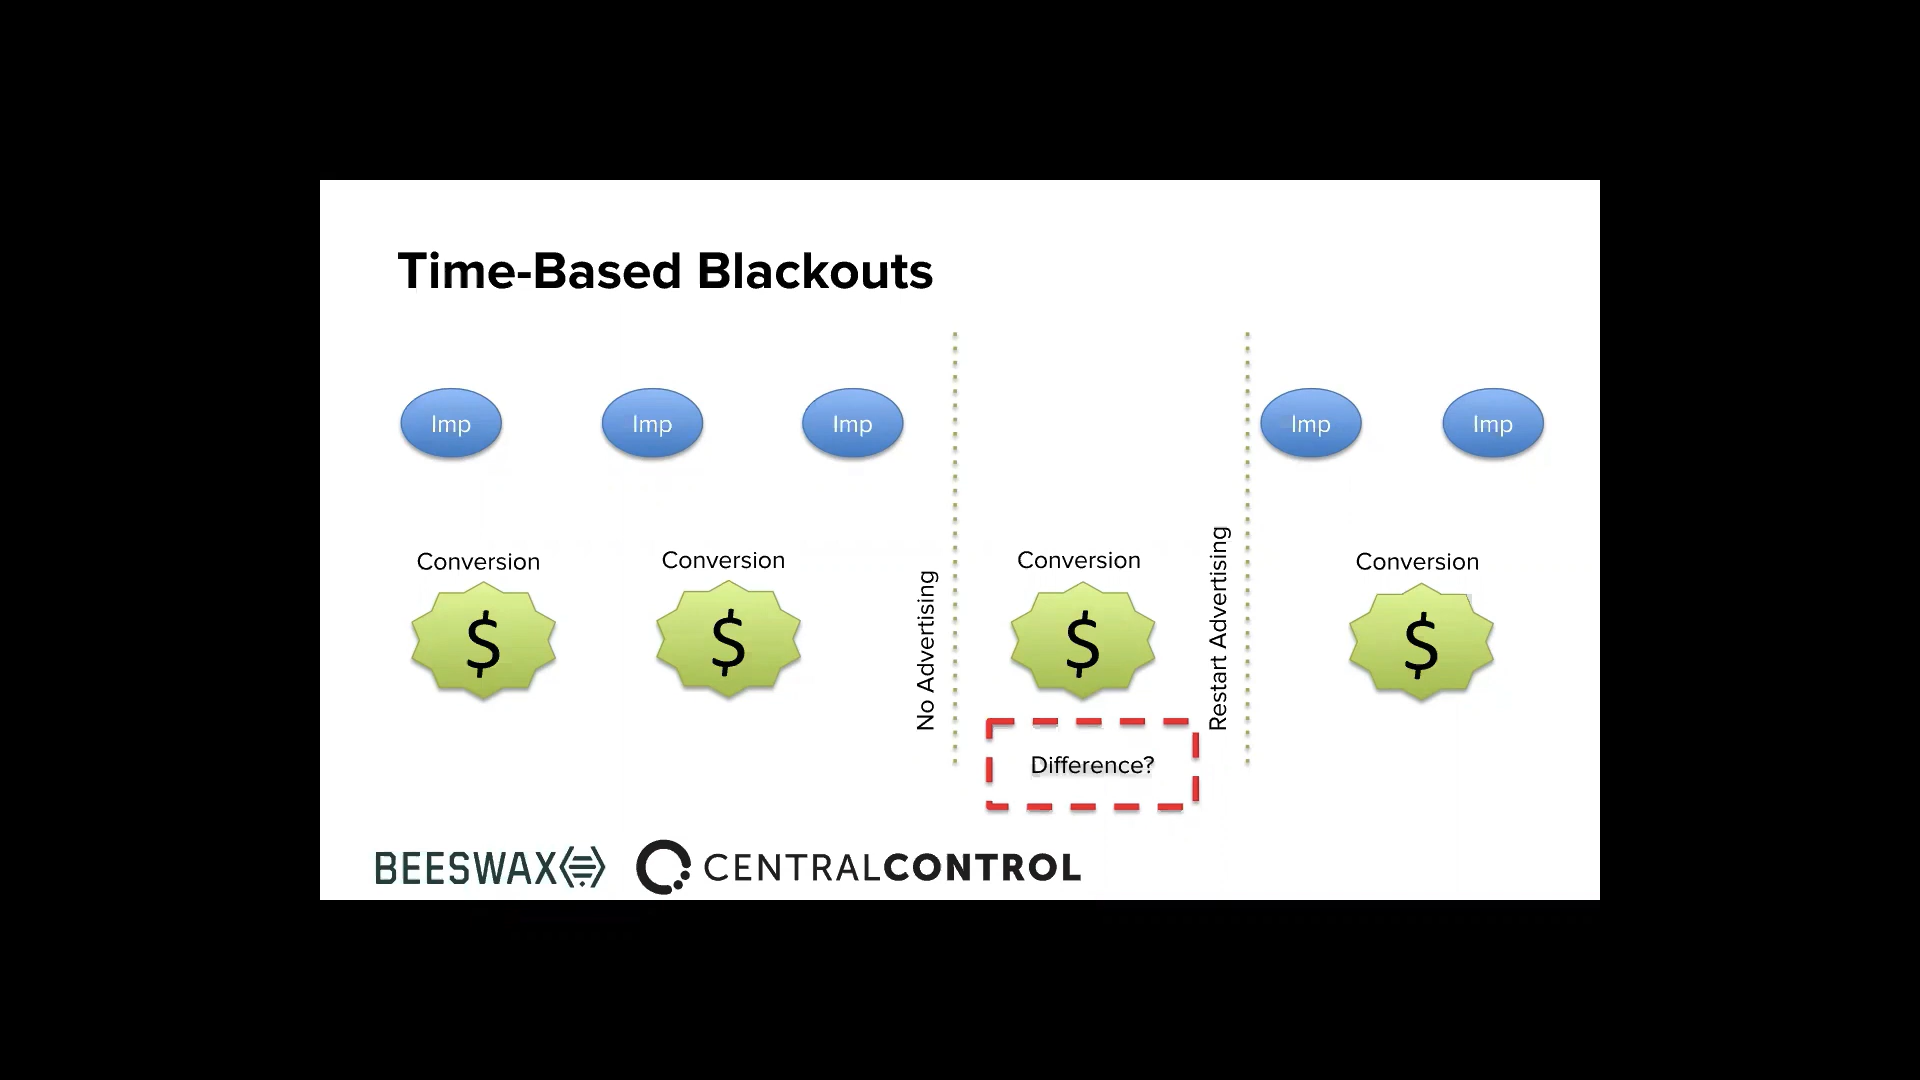 Time-Based Blackouts
Imp
Imp
Imp
Imp
Imp
Conversion
$
Conversion
$
No Advertising
Conversion
$
Restart Advertising
Conversion
$
Difference?
BEESWAX
CENTRALCONTROL